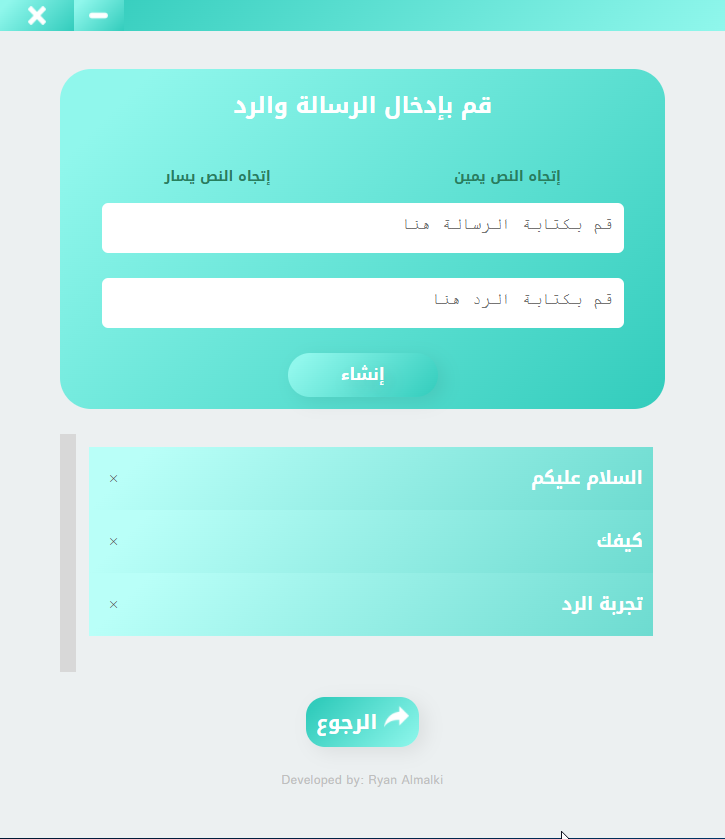 قم بإدخال الرسالة والرد
إتجاه النص يمين
إتجاه النص يسار
قم بكتابة الرسالة هنا
قم بكتابة الرد هنا
إنشاء
السلام عليكم
كيفك
تجربة الرد
الرجوع
Developed by: Ryan Almalki